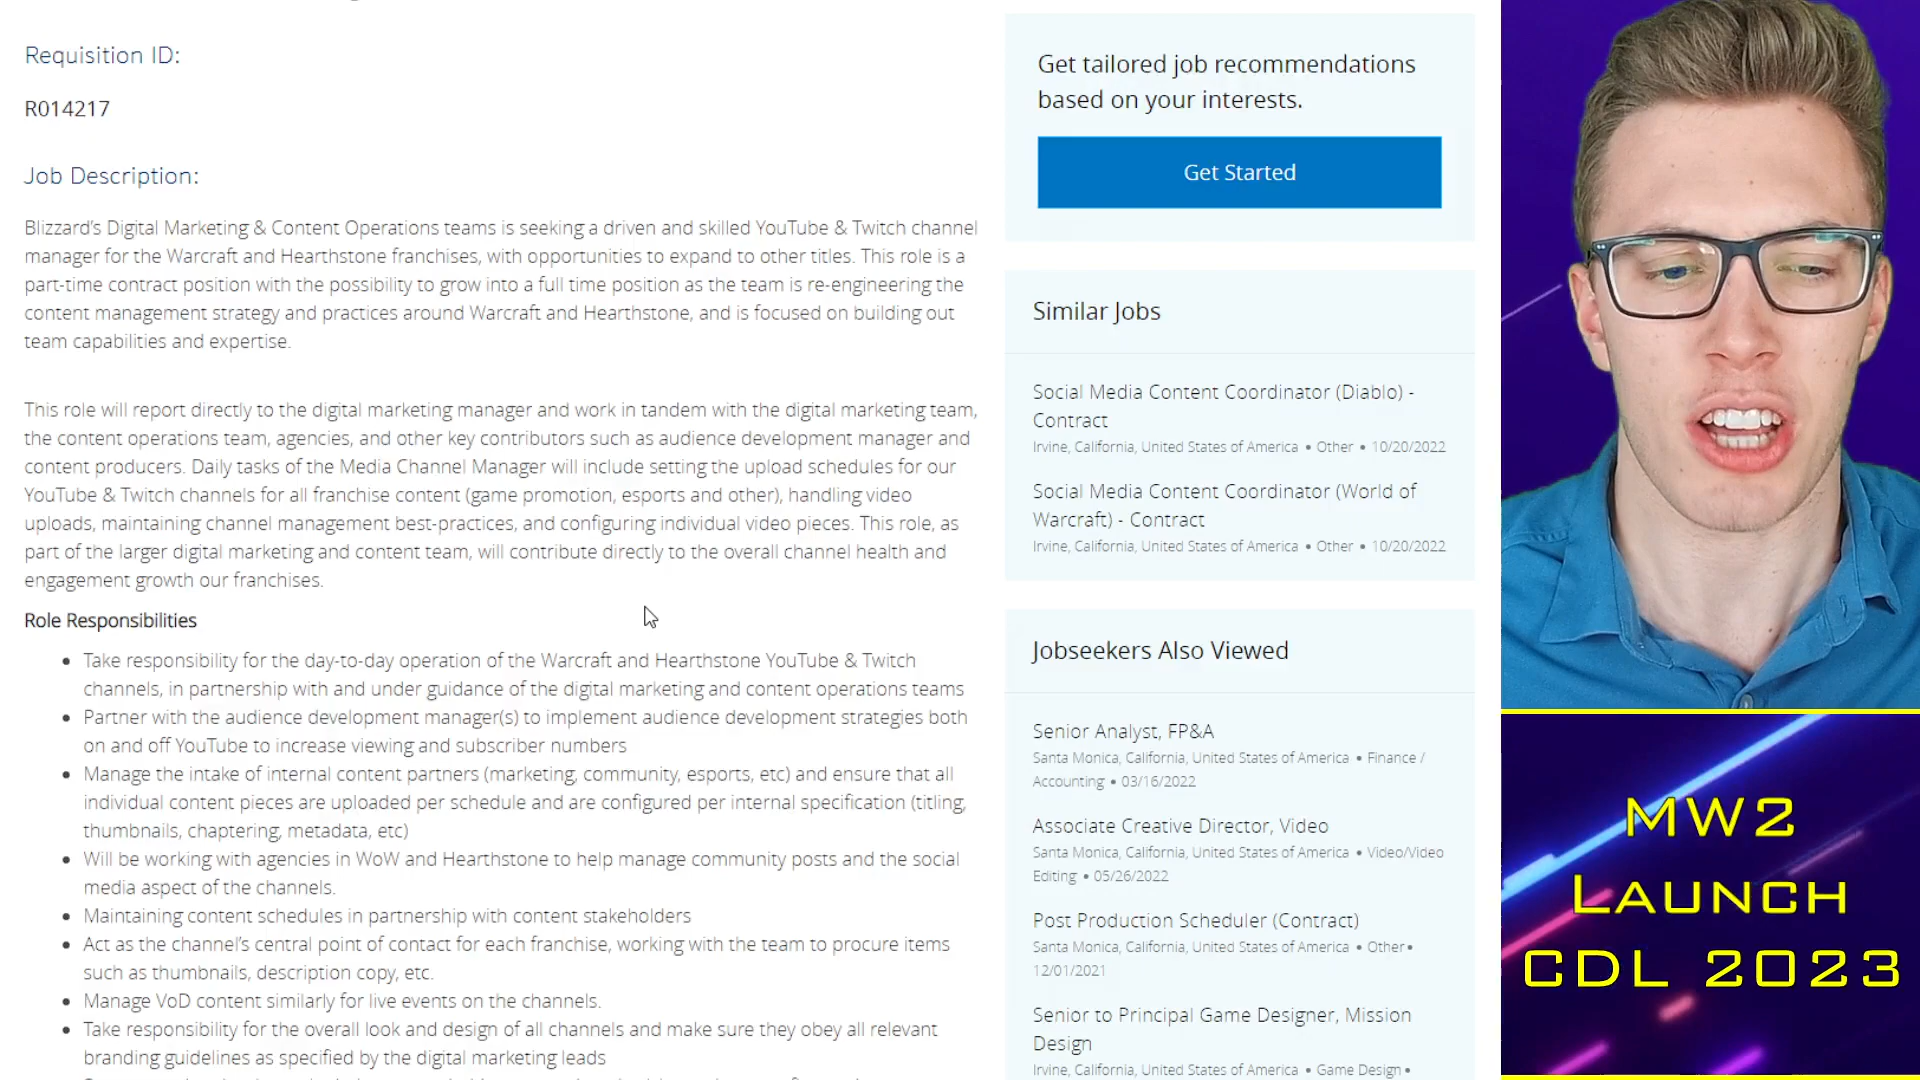 Requisition ID:
R014217
Job Description:
Blizzard's Digital Marketing & Content Operations teams is seeking a driven and skilled YouTube & Twitch channel
manager for the Warcraft and Hearthstone franchises, with opportunities to expand to other titles. This role is a
part-time contract position with the possibility to grow into a full time position as the team is re-engineering the
content management strategy and practices around Warcraft and Hearthstone, and is focused on building out
team capabilities and expertise.
This role will report directly to the digital marketing manager and work in tandem with the digital marketing team,
the content operations team, agencies, and other key contributors such as audience development manager and
content producers. Daily tasks of the Media Channel Manager will include setting the upload schedules for our
YouTube & Twitch channels for all franchise content (game promotion, esports and other), handling video
uploads, maintaining channel management best-practices, and configuring individual video pieces. This role, as
part of the larger digital marketing and content team, will contribute directly to the overall channel health and
engagement growth our franchises.
Role Responsibilities
• Take responsibility for the day-to-day operation of the Warcraft and Hearthstone YouTube & Twitch
channels, in partnership with and under guidance of the digital marketing and content operations teams
• Partner with the audience development manager(s) to implement audience development strategies both
on and off YouTube to increase viewing and subscriber numbers
• Manage the intake of internal content partners (marketing, community, esports, etc) and ensure that all
individual content pieces are uploaded per schedule and are configured per internal specification (titling,
thumbnails, chaptering, metadata, etc)
• Will be working with agencies in WoW and Hearthstone to help manage community posts and the social
media aspect of the channels.
• Maintaining content schedules in partnership with content stakeholders
• Act as the channel's central point of contact for each franchise, working with the team to procure items
such as thumbnails, description copy, etc.
• Manage VoD content similarly for live events on the channels.
• Take responsibility for the overall look and design of all channels and make sure they obey all relevant
branding guidelines as specified by the digital marketing leads
Get tailored job recommendations
based on your interests.
Get Started
Similar Jobs
Social Media Content Coordinator (Diablo) -
Contract
Irvine, California, United States of America • Other • 10/20/2022
Social Media Content Coordinator (World of
Warcraft) - Contract
Irvine, California, United States of America • Other • 10/20/2022
Jobseekers Also Viewed
Senior Analyst, FP&A
Santa Monica, California, United States of America • Finance /
Accounting • 03/16/2022
Associate Creative Director, Video
Santa Monica, California, United States of America • Video/Video
Editing • 05/26/2022
Post Production Scheduler (Contract)
Santa Monica, California, United States of America • Other •
12/01/2021
Senior to Principal Game Designer, Mission
Design
Irvine, California, United States of America • Game Design •
MW2
LAUNCH
CDL 2023